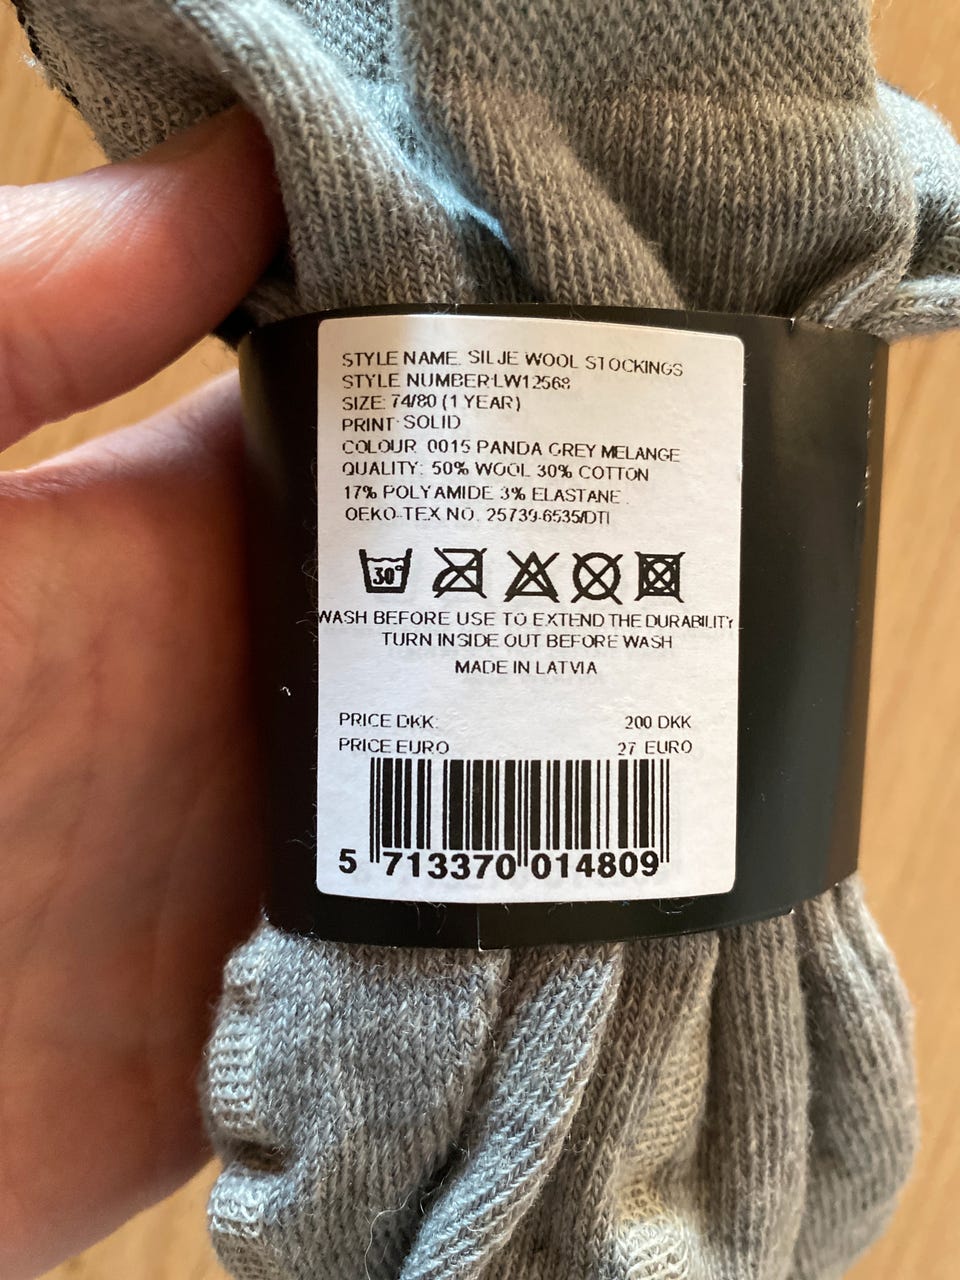 STYLE NAME: SILJE WOOL STOCKINGS
STYLE NUMBER:LW12568
SIZE: 74/80 (1 YEAR)
PRINT: SOLID
COLOUR: 0015 PANDA GREY MELANGE
QUALITY: 50% WOOL 30% COTTON
17% POLYAMIDE 3% ELASTANE.
OEKO-TEX NO. 25739-6535/DTI
30°
WASH BEFORE USE TO EXTEND THE DURABILITY
TURN INSIDE OUT BEFORE WASH
MADE IN LATVIA
PRICE DKK: 200 DKK
PRICE EURO 27 EURO
5 713370 014809